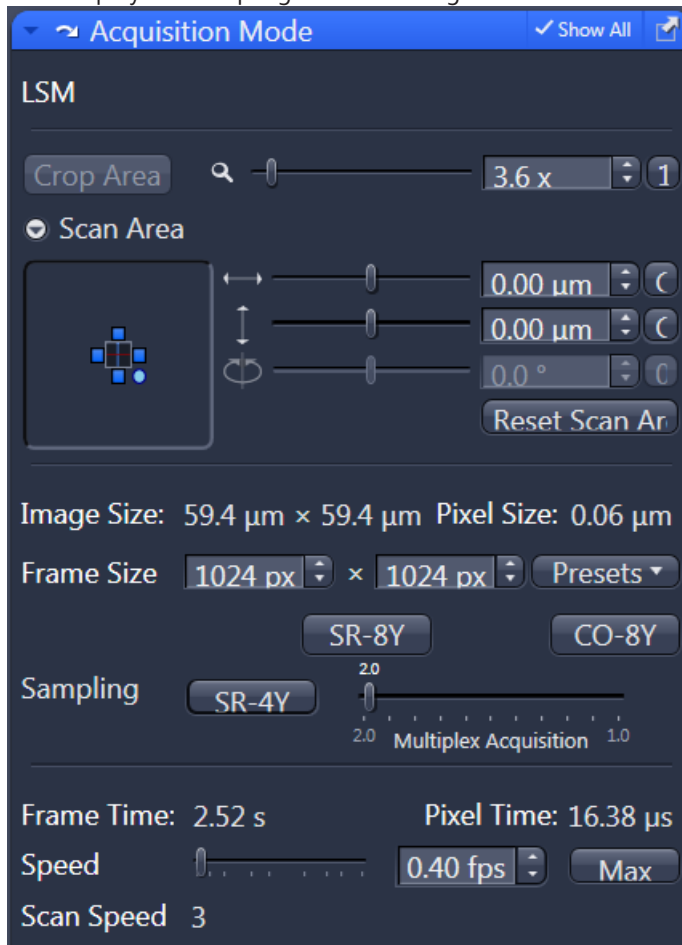 Acquisition Mode ✓ Show All
LSM
Crop Area 3.6 x 1
Scan Area
0.00 µm
0.00 µm
0.0 °
Reset Scan Ar
Image Size: 59.4 µm × 59.4 µm Pixel Size: 0.06 µm
Frame Size 1024 px × 1024 px Presets
SR-8Y CO-8Y
2.0
Sampling SR-4Y
2.0 Multiplex Acquisition 1.0
Frame Time: 2.52 s Pixel Time: 16.38 µs
Speed 0.40 fps Max
Scan Speed 3